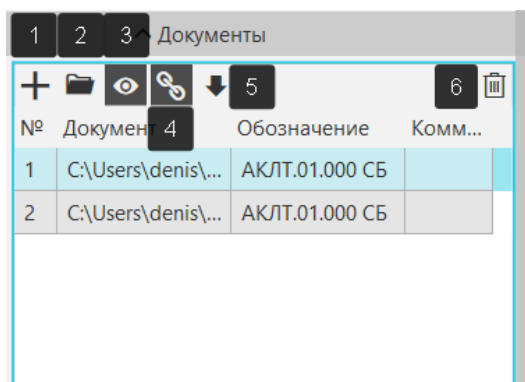 1 2 3 Документы
5 6
№ Документ 4 Обозначение Комм...
1 C:\Users\denis\... АКЛТ.01.000 СБ
2 C:\Users\denis\... АКЛТ.01.000 СБ